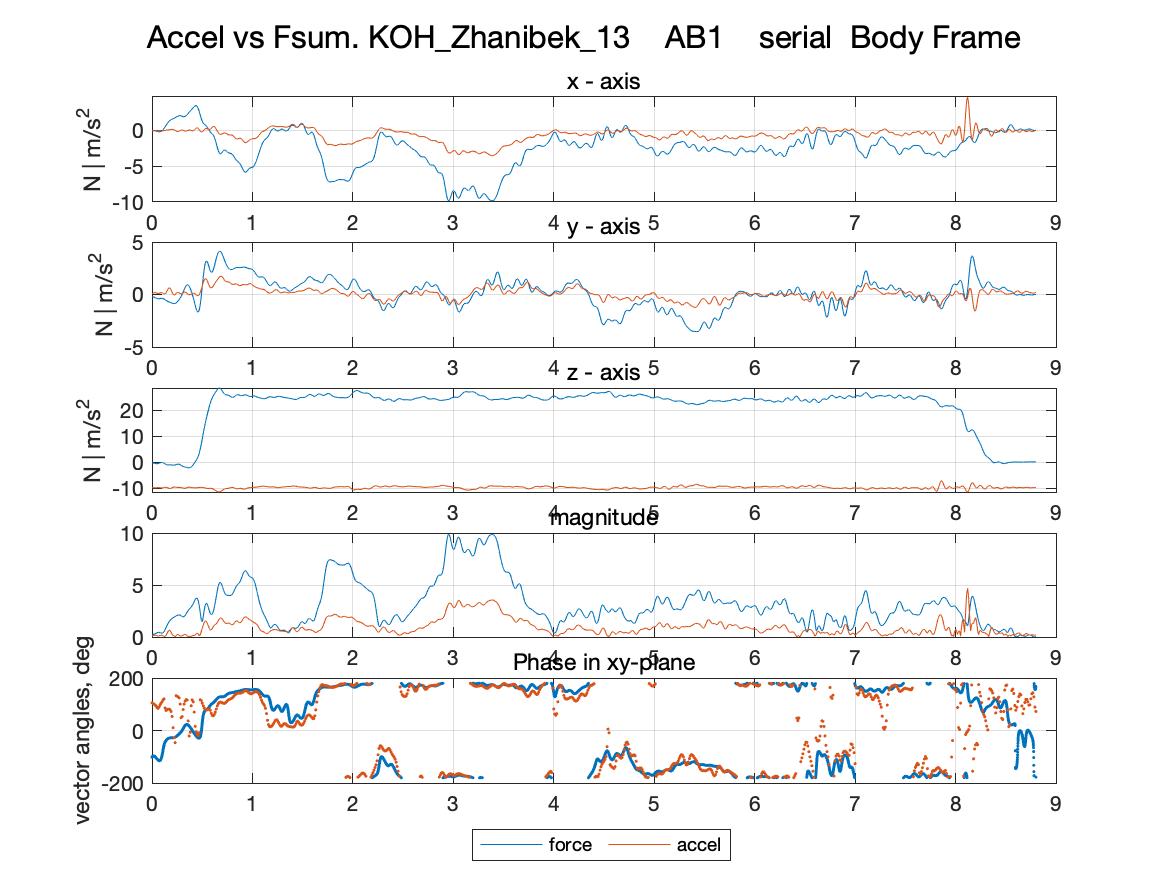 Accel vs Fsum. KOH_Zhanibek_13 AB1 serial Body Frame
x - axis
N | m/s²
0
-5
-10
0 1 2 3 4 5 6 7 8 9
y - axis
N | m/s²
5
0
-5
0 1 2 3 4 5 6 7 8 9
z - axis
N | m/s²
20
10
0
-10
0 1 2 3 4 5 6 7 8 9
magnitude
10
5
0
0 1 2 3 4 5 6 7 8 9
Phase in xy-plane
vector angles, deg
200
0
-200
0 1 2 3 4 5 6 7 8 9
force accel